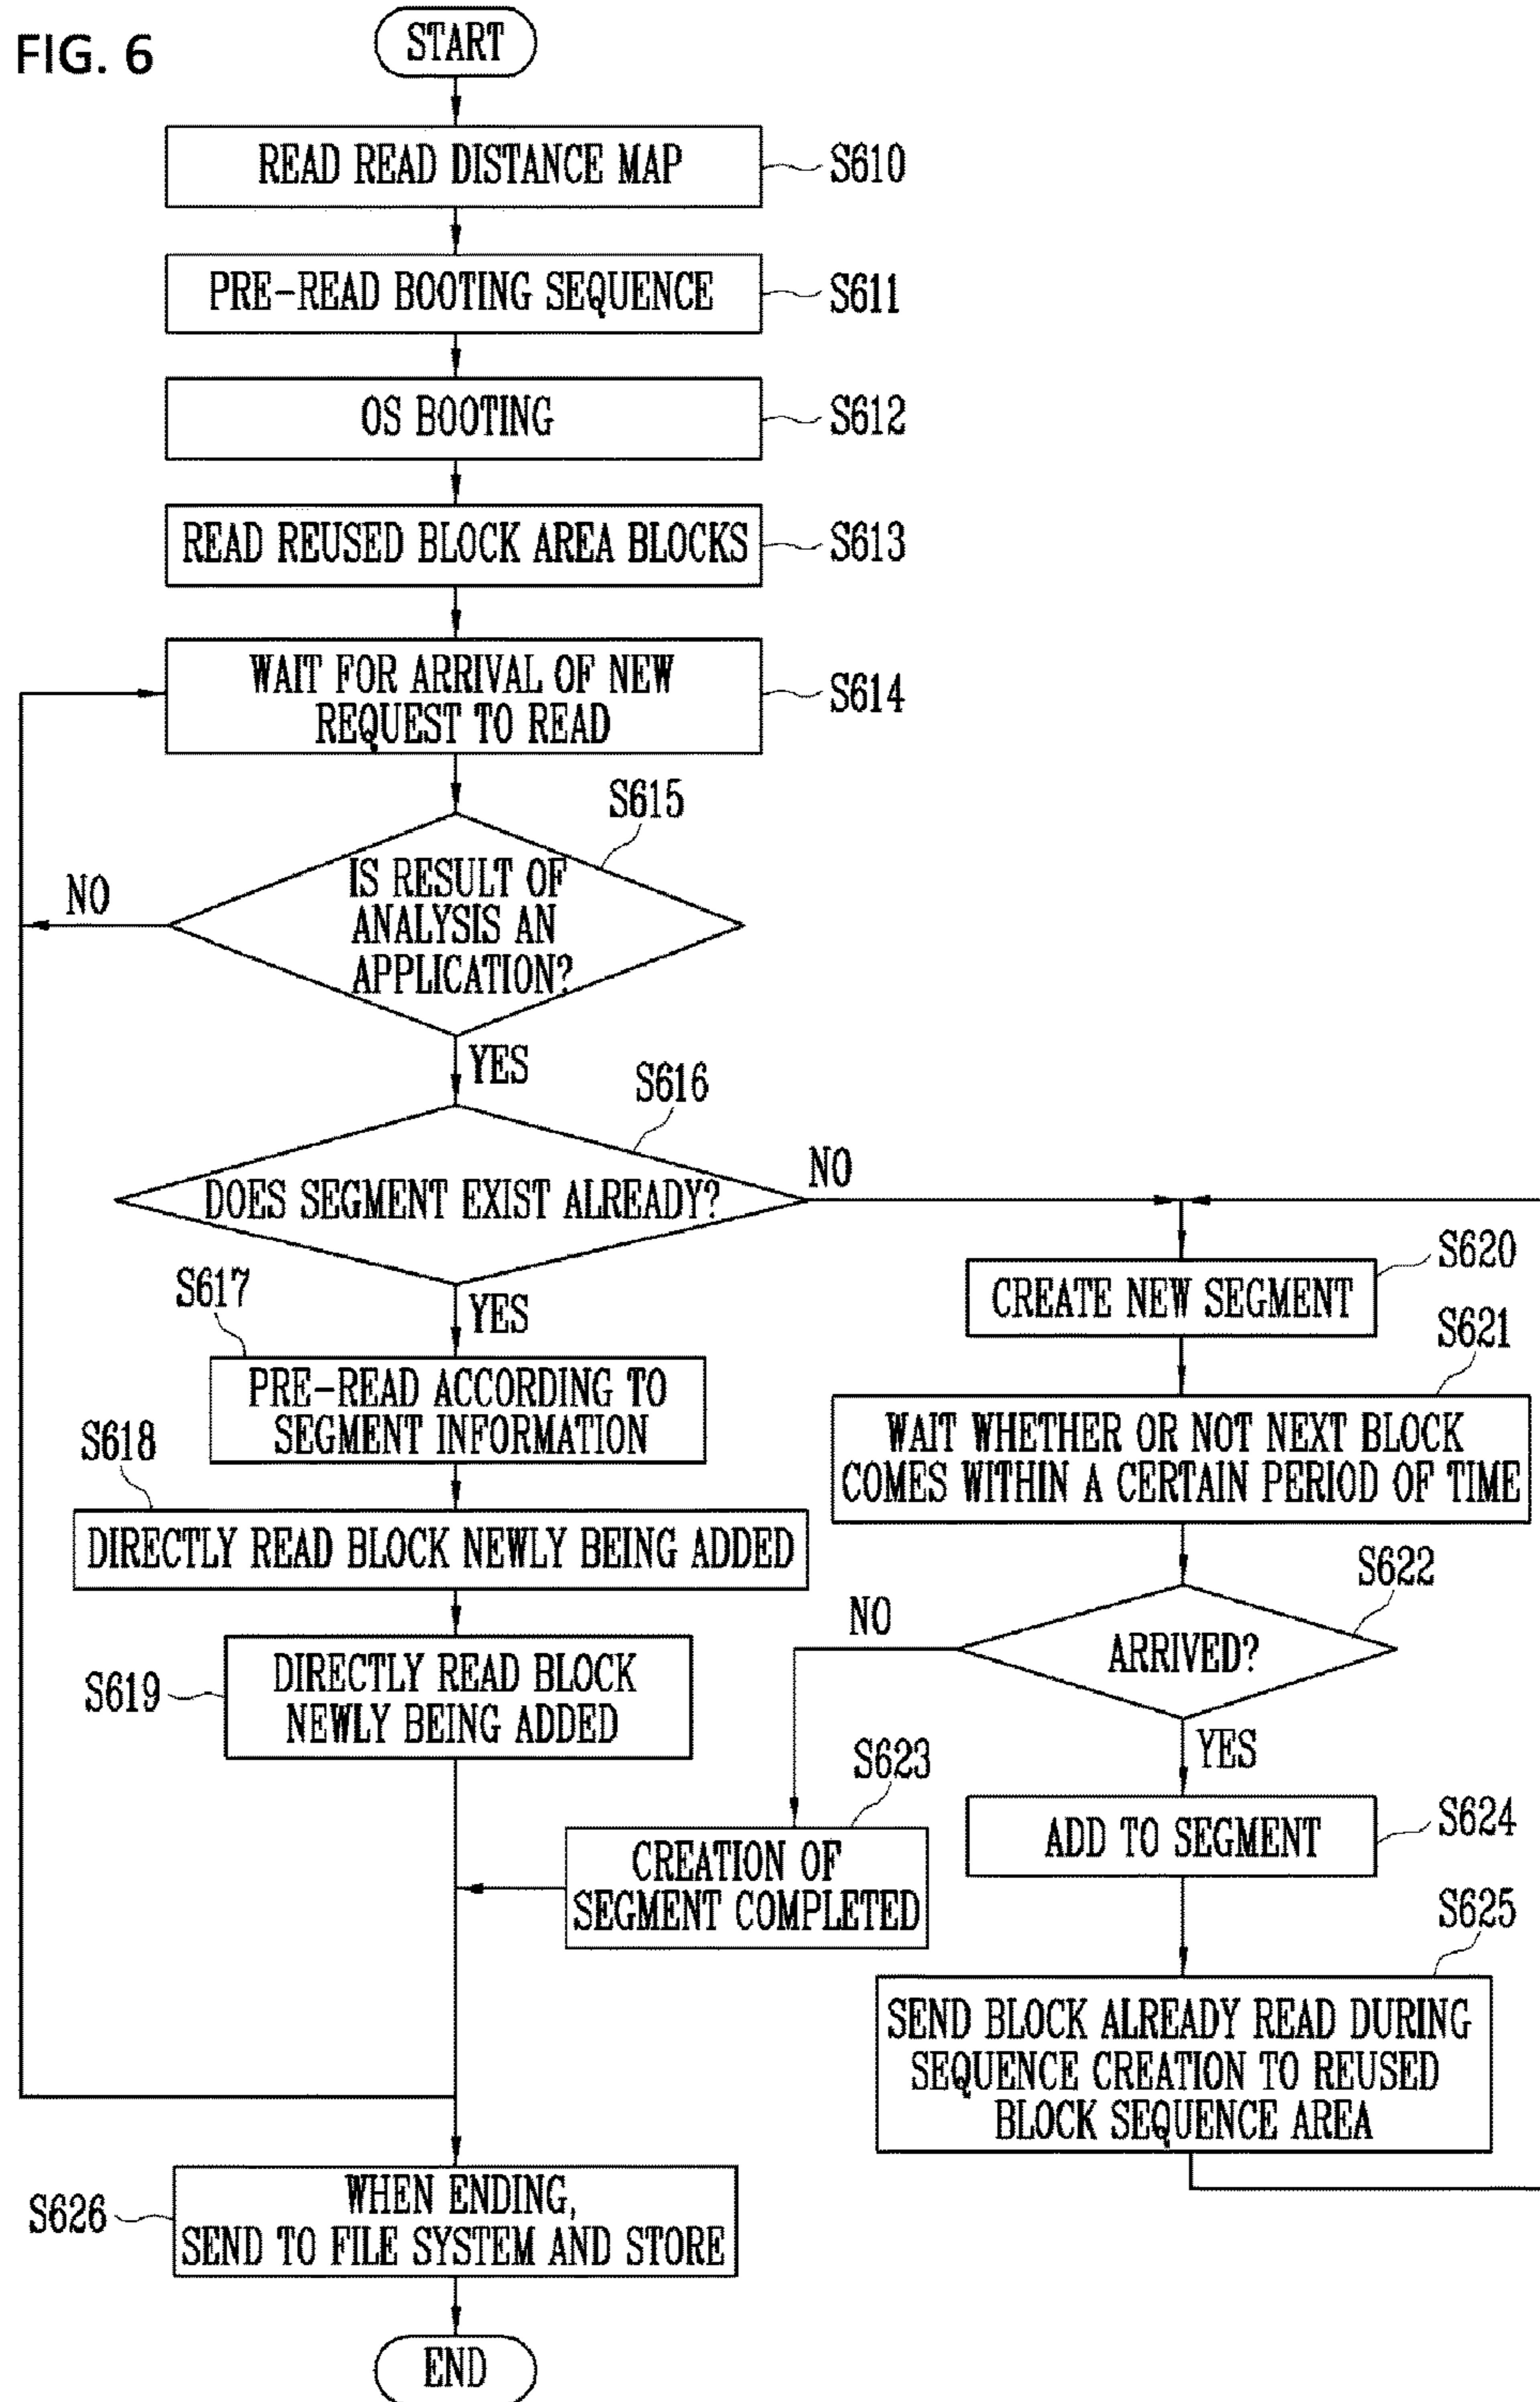 FIG. 6
START
READ READ DISTANCE MAP
S610
PRE-READ BOOTING SEQUENCE
S611
OS BOOTING
S612
READ REUSED BLOCK AREA BLOCKS
S613
WAIT FOR ARRIVAL OF NEW
REQUEST TO READ
S614
S615
IS RESULT OF
ANALYSIS AN
APPLICATION?
NO
YES
S616
DOES SEGMENT EXIST ALREADY?
NO
YES
S617
PRE-READ ACCORDING TO
SEGMENT INFORMATION
S618
DIRECTLY READ BLOCK NEWLY BEING ADDED
S619
DIRECTLY READ BLOCK
NEWLY BEING ADDED
S620
CREATE NEW SEGMENT
S621
WAIT WHETHER OR NOT NEXT BLOCK
COMES WITHIN A CERTAIN PERIOD OF TIME
S622
ARRIVED?
NO
YES
S623
CREATION OF
SEGMENT COMPLETED
S624
ADD TO SEGMENT
S625
SEND BLOCK ALREADY READ DURING
SEQUENCE CREATION TO REUSED
BLOCK SEQUENCE AREA
S626
WHEN ENDING,
SEND TO FILE SYSTEM AND STORE
END